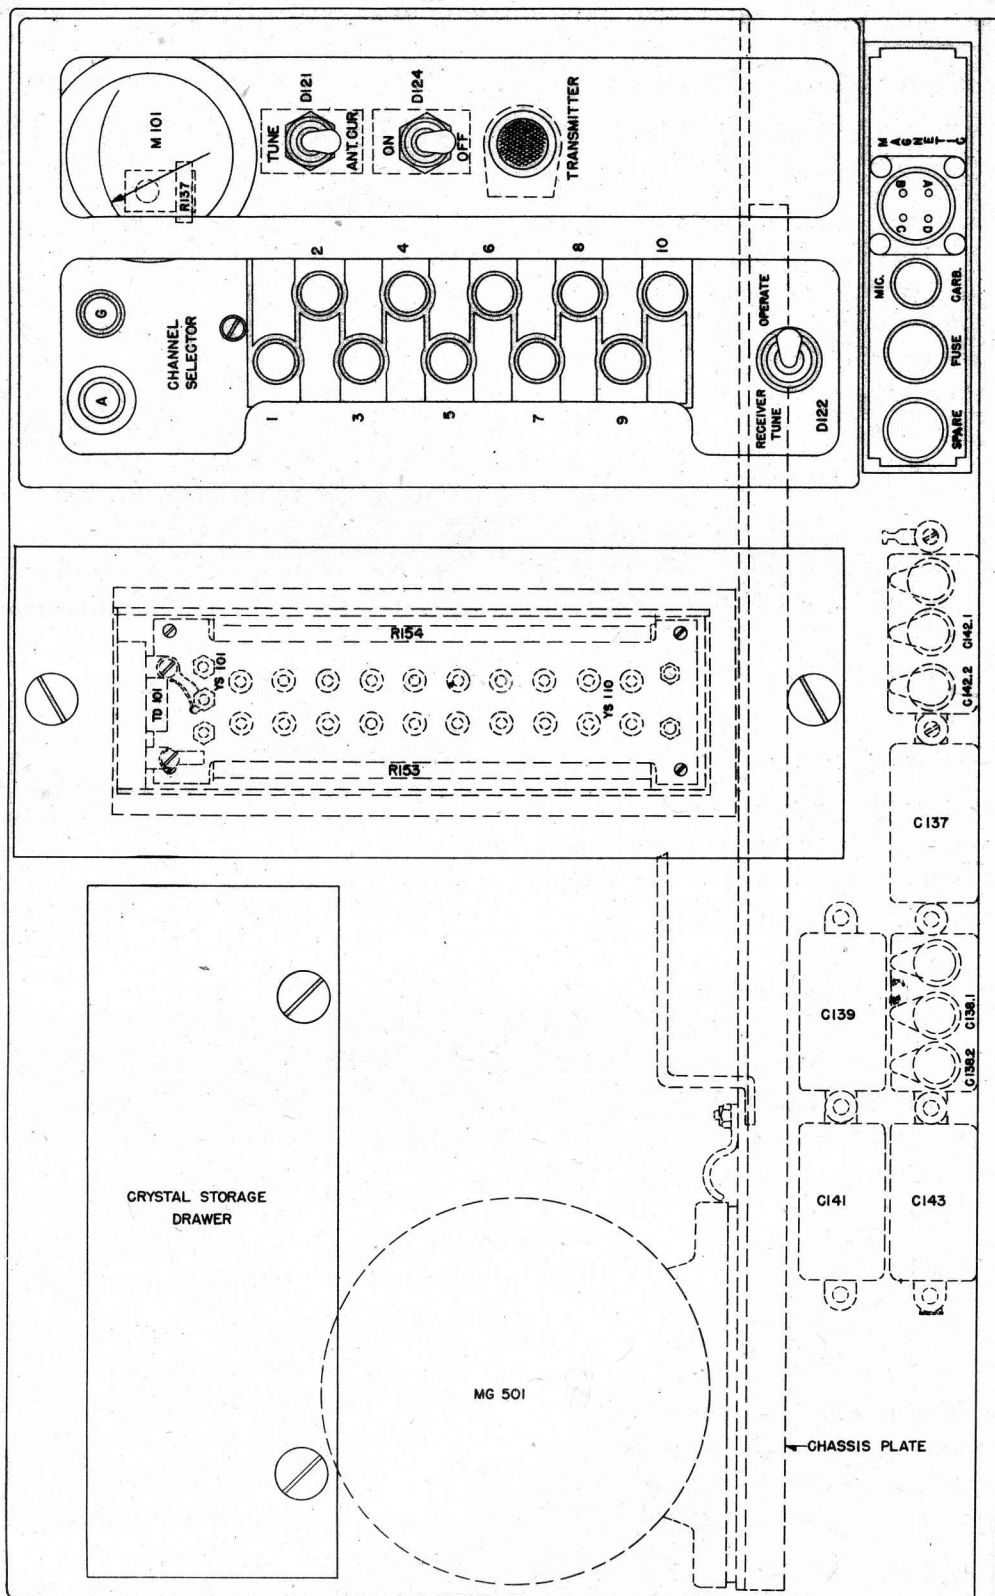 M 101
R137
TUNE
D121
ANT. CUR.
ON
D124
OFF
TRANSMITTER
MAGNETIC
A
B
C
D
MIC.
CARB.
FUSE
SPARE
G
A
CHANNEL
SELECTOR
1
2
3
4
5
6
7
8
9
10
OPERATE
RECEIVER
TUNE
D122
R154
YS 101
TD 101
YS 110
R153
C142.1
C142.2
C137
C139
C138.1
C138.2
C141
C143
CRYSTAL STORAGE
DRAWER
MG 501
CHASSIS PLATE